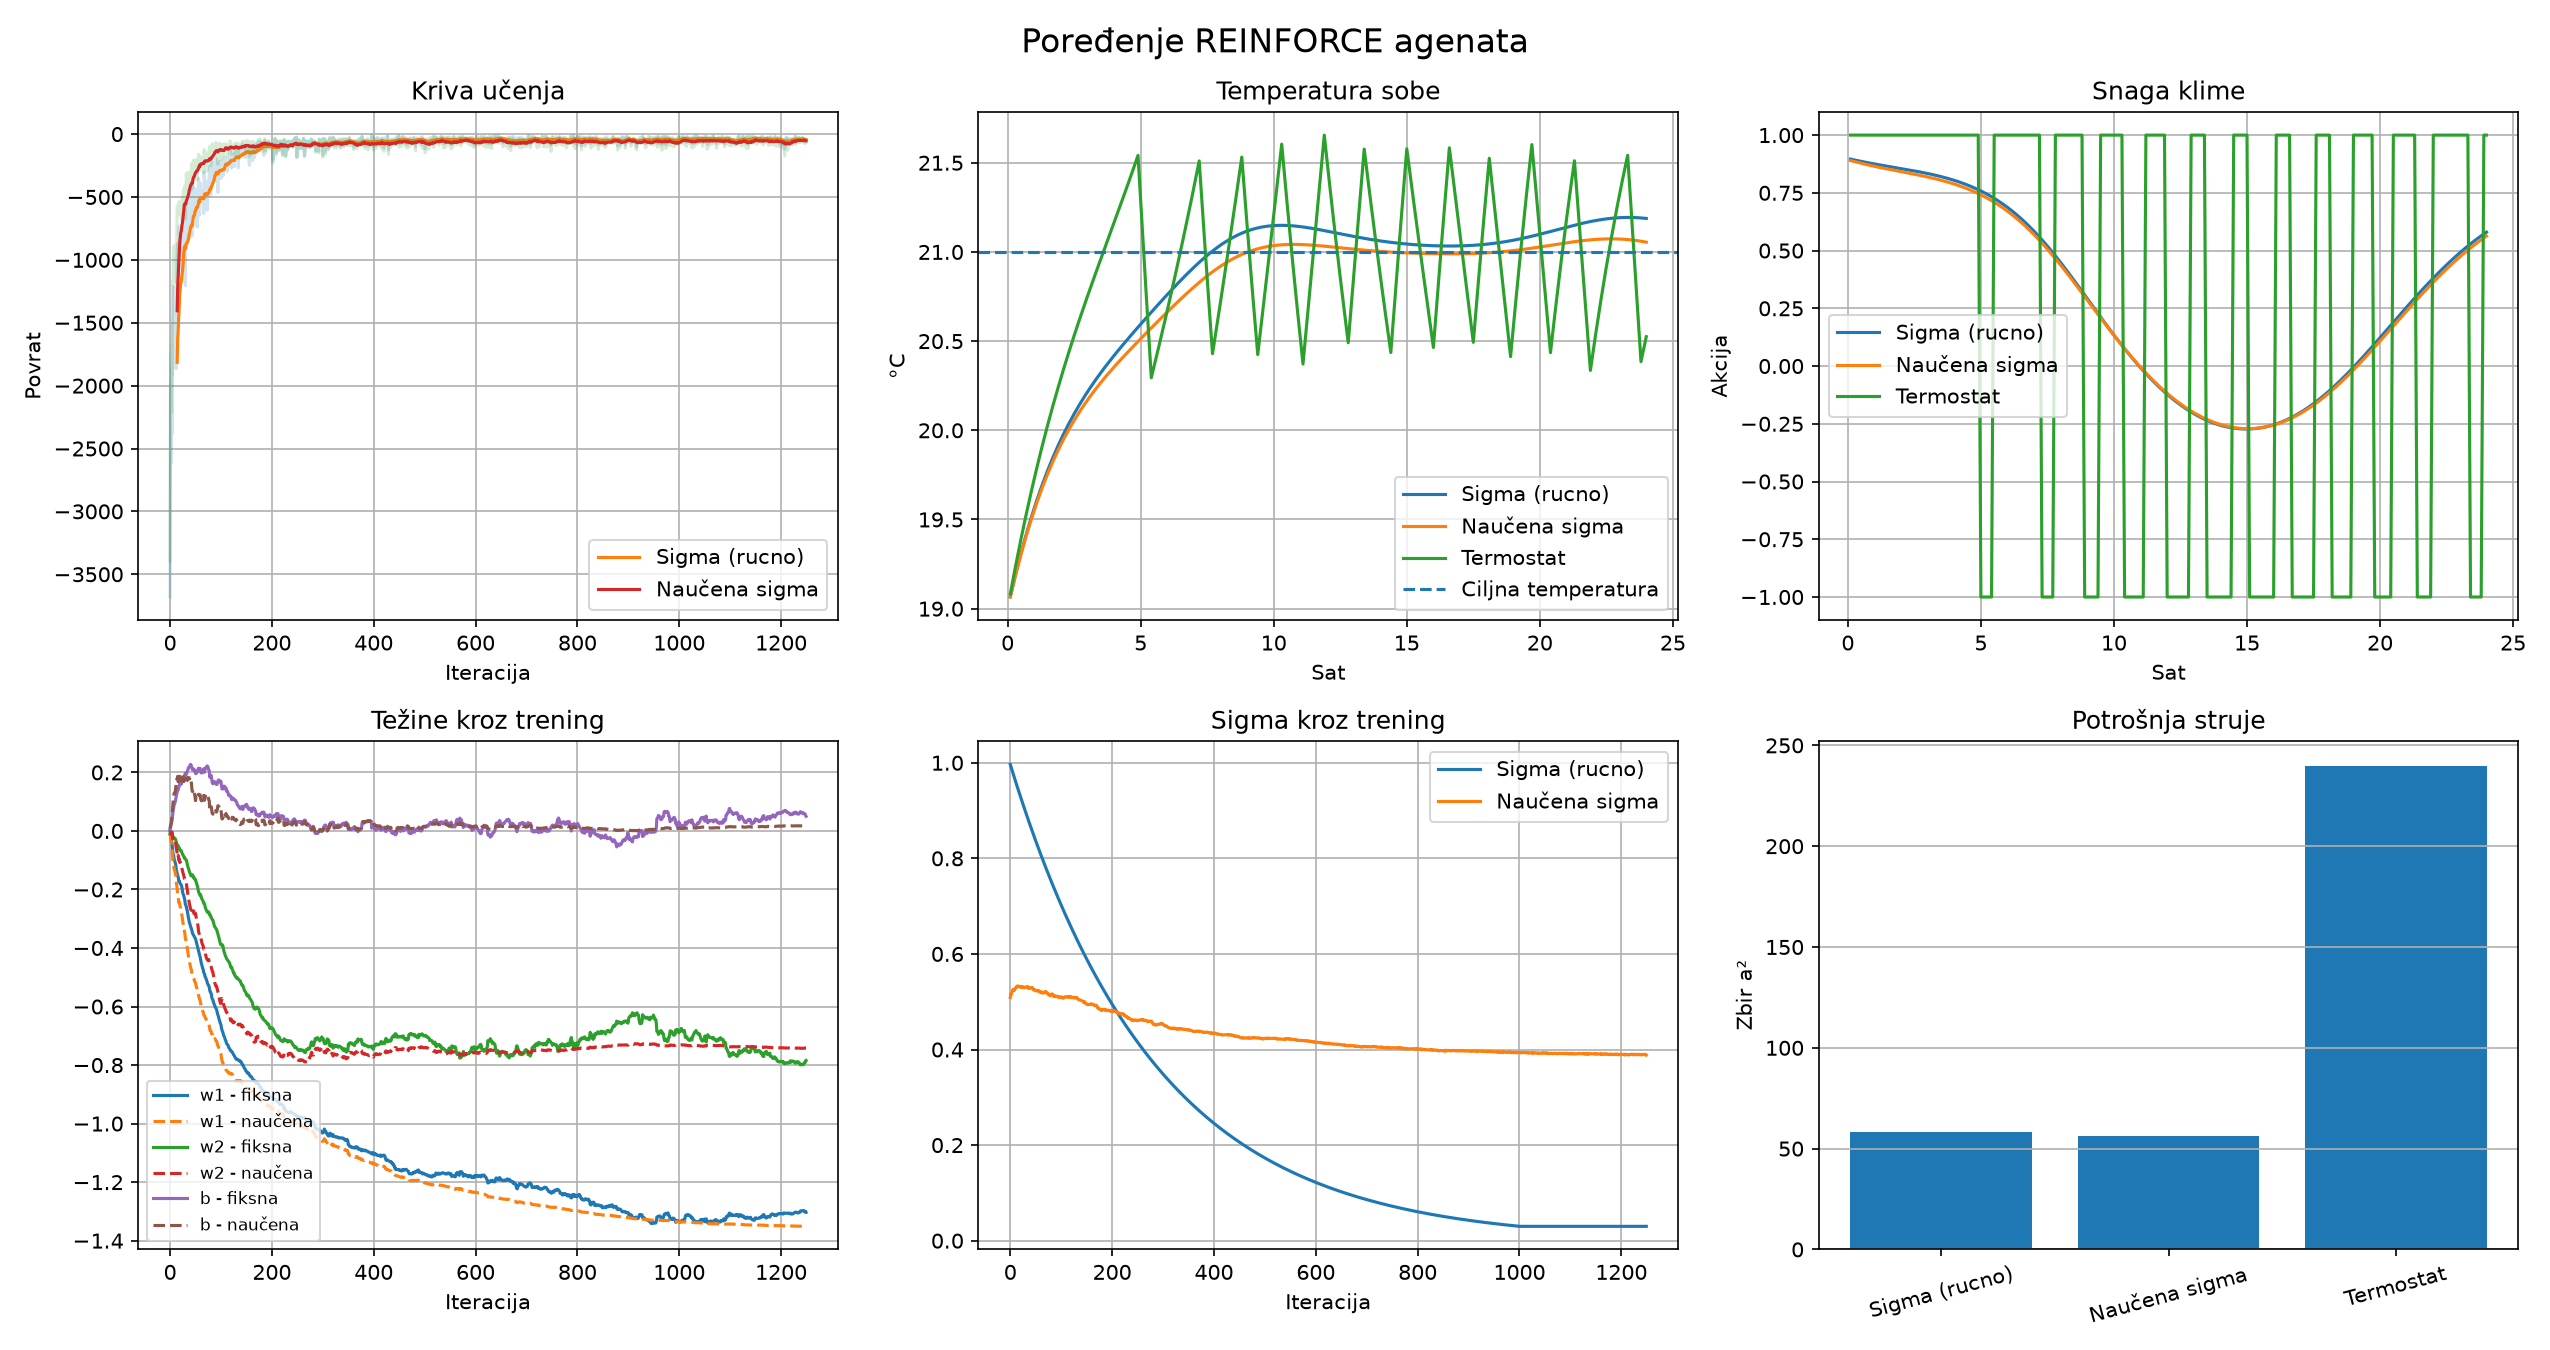 Poređenje REINFORCE agenata
Kriva učenja
Povrat
0
−500
−1000
−1500
−2000
−2500
−3000
−3500
Sigma (rucno)
Naučena sigma
0 200 400 600 800 1000 1200
Iteracija
Temperatura sobe
°C
21.5
21.0
20.5
20.0
19.5
19.0
Sigma (rucno)
Naučena sigma
Termostat
Ciljna temperatura
0 5 10 15 20 25
Sat
Snaga klime
Akcija
1.00
0.75
0.50
0.25
0.00
−0.25
−0.50
−0.75
−1.00
Sigma (rucno)
Naučena sigma
Termostat
0 5 10 15 20 25
Sat
Težine kroz trening
0.2
0.0
−0.2
−0.4
−0.6
−0.8
−1.0
−1.2
−1.4
w1 - fiksna
w1 - naučena
w2 - fiksna
w2 - naučena
b - fiksna
b - naučena
0 200 400 600 800 1000 1200
Iteracija
Sigma kroz trening
1.0
0.8
0.6
0.4
0.2
0.0
Sigma (rucno)
Naučena sigma
0 200 400 600 800 1000 1200
Iteracija
Potrošnja struje
Zbir a²
250
200
150
100
50
0
Sigma (rucno)
Naučena sigma
Termostat